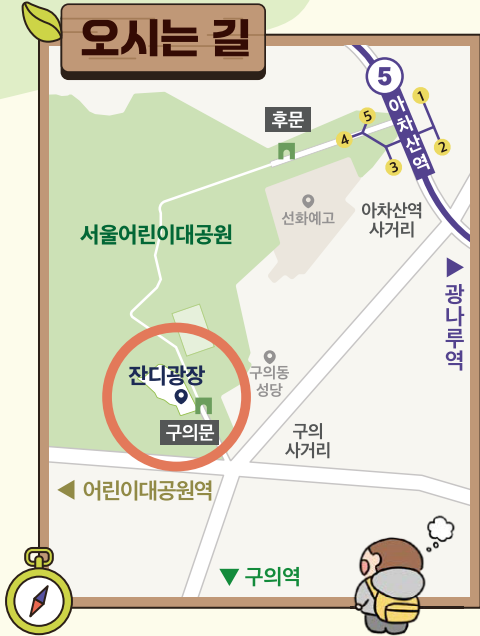 오시는 길
5
아차산역
1
2
3
4
5
후문
선화예고
아차산역
사거리
서울어린이대공원
▶
광나루역
잔디광장
구의문
구의동
성당
구의
사거리
◀ 어린이대공원역
▼ 구의역